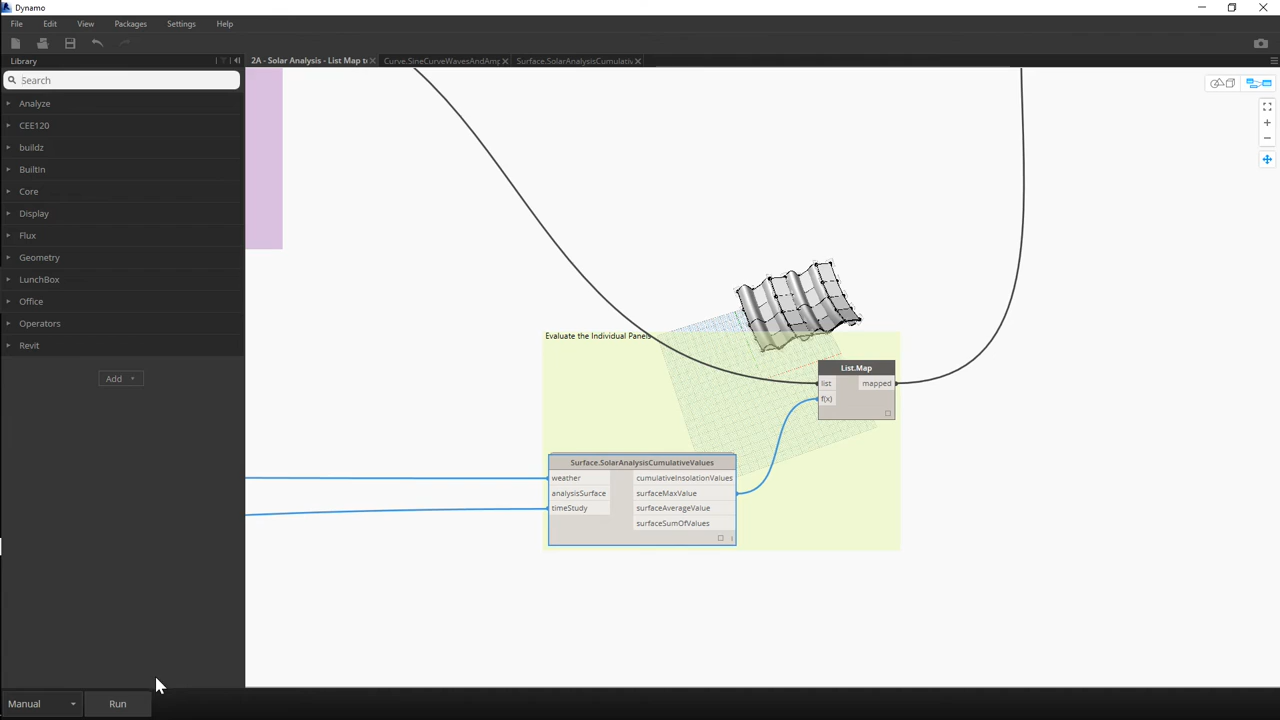 Dynamo
File Edit View Packages Settings Help
Library
2A - Solar Analysis - List Map to
Curve.SineCurveWavesAndAmp
Surface.SolarAnalysisCumulativ
Search
Analyze
CEE120
buildz
BuiltIn
Core
Display
Flux
Geometry
LunchBox
Office
Operators
Revit
Add
Evaluate the Individual Panels
List.Map
list mapped
f(x)
Surface.SolarAnalysisCumulativeValues
weather cumulativeInsolationValues
analysisSurface surfaceMaxValue
timeStudy surfaceAverageValue
surfaceSumOfValues
Manual Run